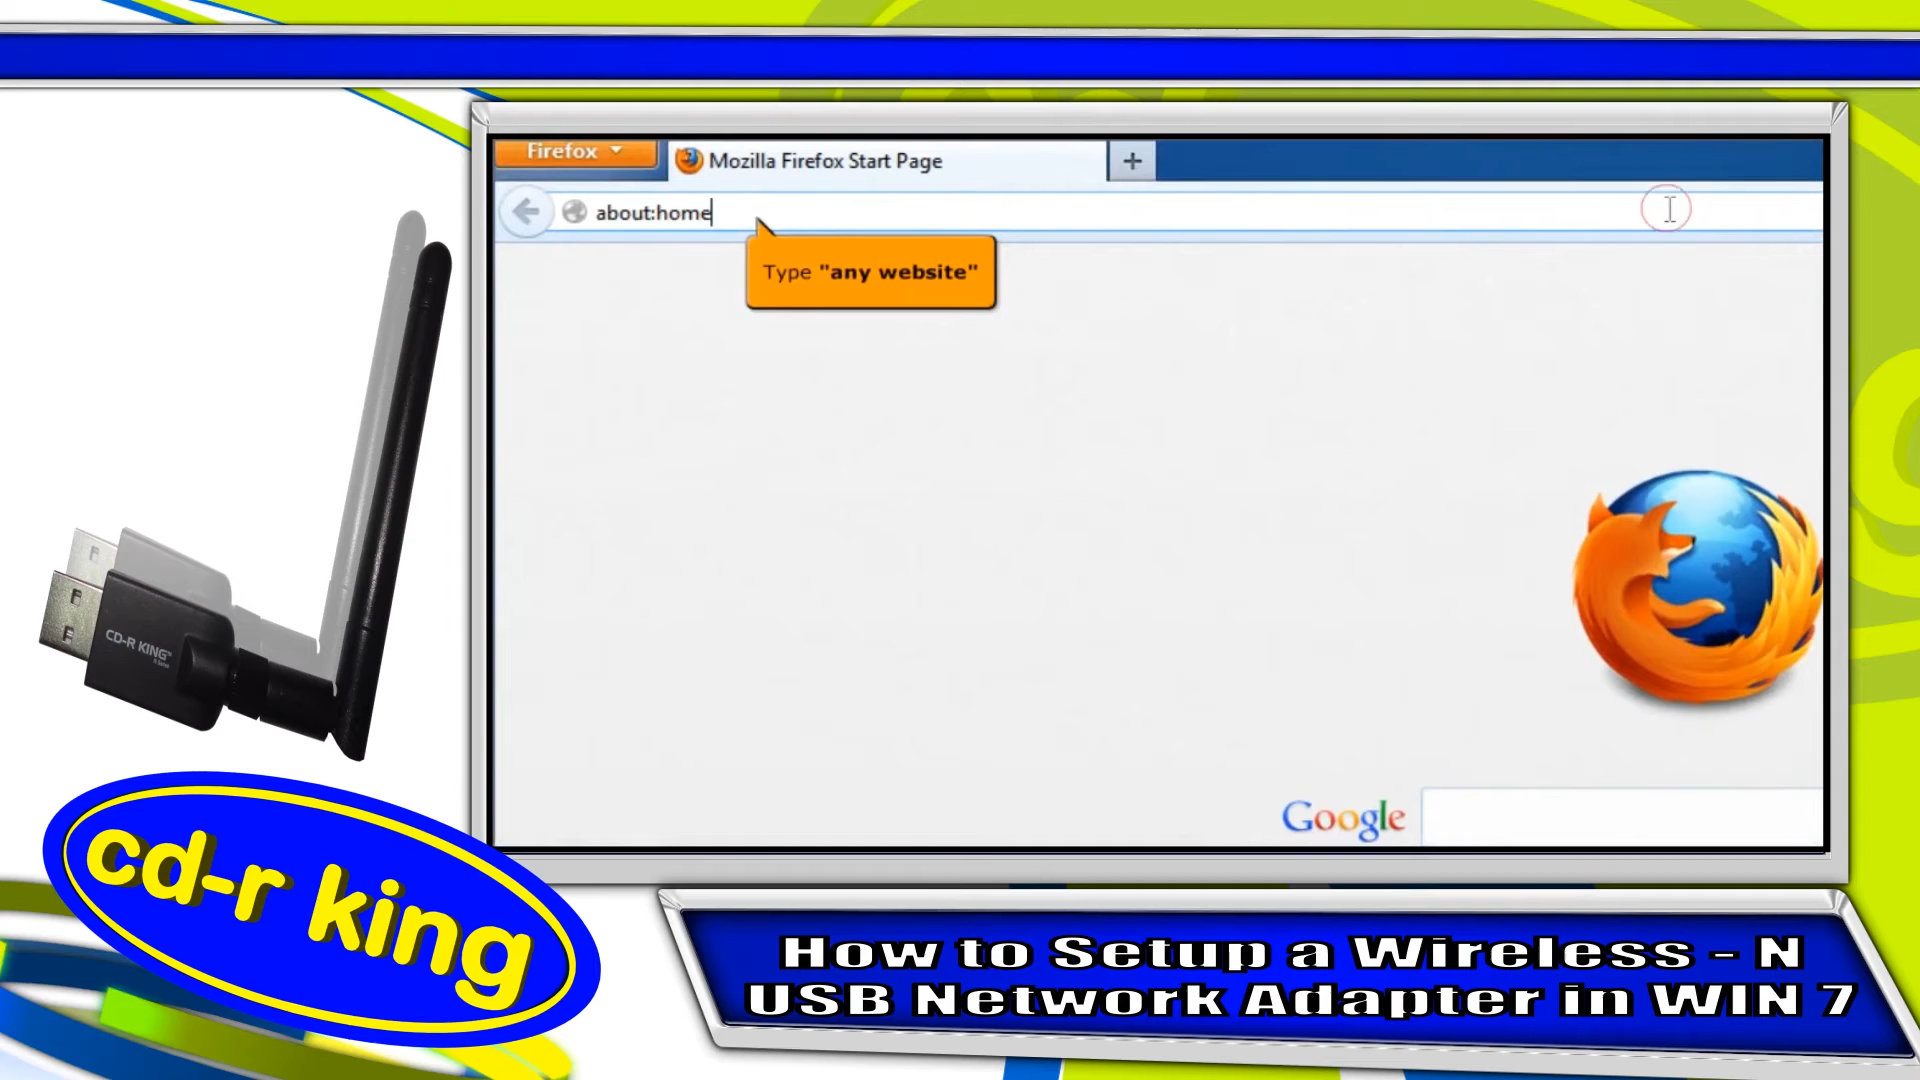 Firefox
Mozilla Firefox Start Page
about:home
Type "any website"
CD-R KING
Google
cd-r king
How to Setup a Wireless - N
USB Network Adapter in WIN 7